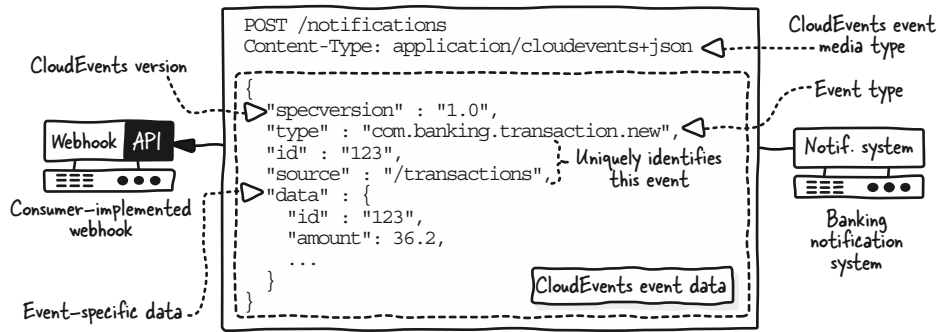 POST /notifications
Content-Type: application/cloudevents+json
CloudEvents event
media type
CloudEvents version
{
"specversion" : "1.0",
"type" : "com.banking.transaction.new",
"id" : "123",
"source" : "/transactions",
"data" : {
"id" : "123",
"amount": 36.2,
...
}
}
Event type
Uniquely identifies
this event
Webhook API
Consumer-implemented
webhook
Notif. system
Banking
notification
system
Event-specific data
CloudEvents event data